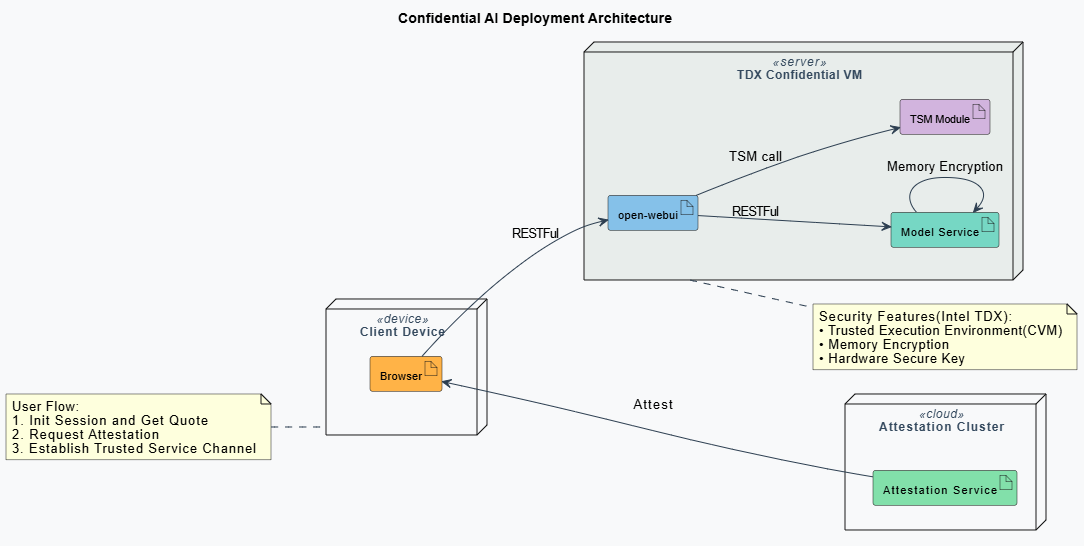 Confidential AI Deployment Architecture
«server»
TDX Confidential VM
TSM Module
TSM call
Memory Encryption
open-webui
RESTFul
Model Service
RESTFul
«device»
Client Device
Browser
Security Features(Intel TDX):
• Trusted Execution Environment(CVM)
• Memory Encryption
• Hardware Secure Key
User Flow:
1. Init Session and Get Quote
2. Request Attestation
3. Establish Trusted Service Channel
Attest
«cloud»
Attestation Cluster
Attestation Service